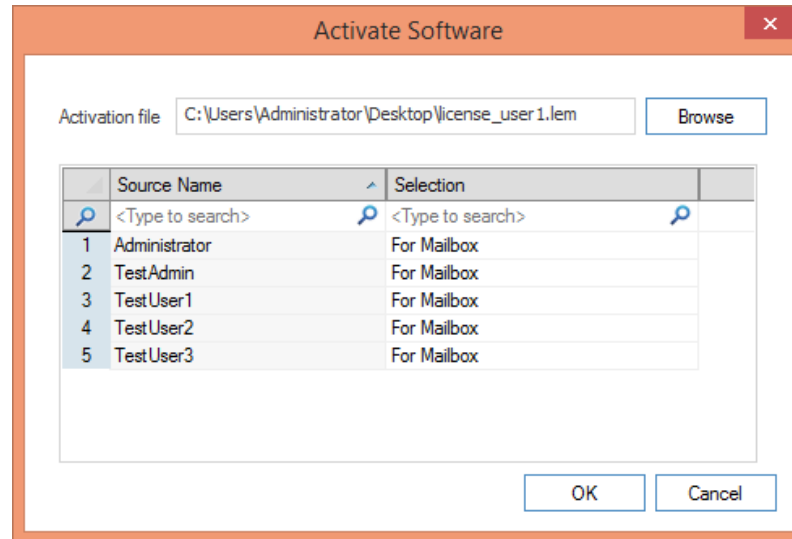 Activate Software
Activation file C:\Users\Administrator\Desktop\license_user1.lem Browse
Source Name Selection
<Type to search> <Type to search>
1 Administrator For Mailbox
2 TestAdmin For Mailbox
3 TestUser1 For Mailbox
4 TestUser2 For Mailbox
5 TestUser3 For Mailbox
OK Cancel